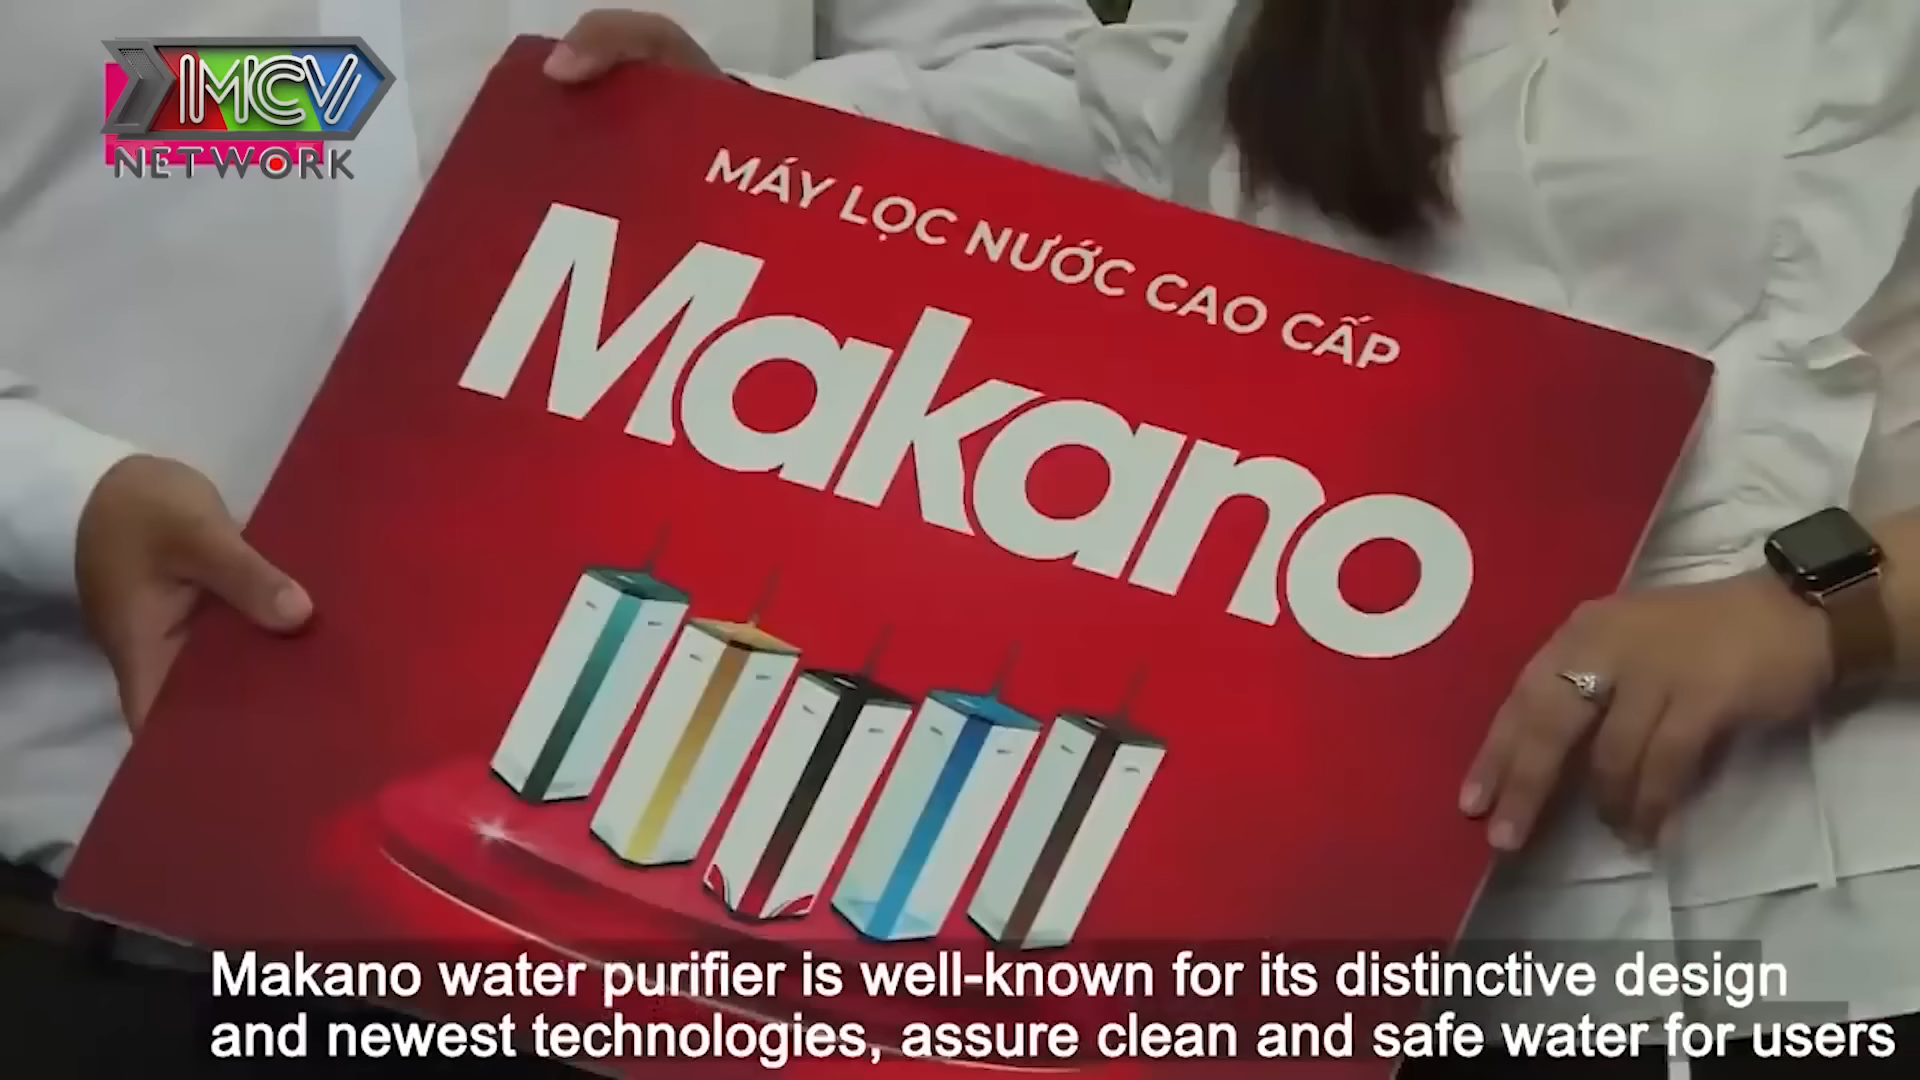 MCV
NETWORK
MÁY LỌC NƯỚC CAO CẤP
Makano
Makano water purifier is well-known for its distinctive design
and newest technologies, assure clean and safe water for users